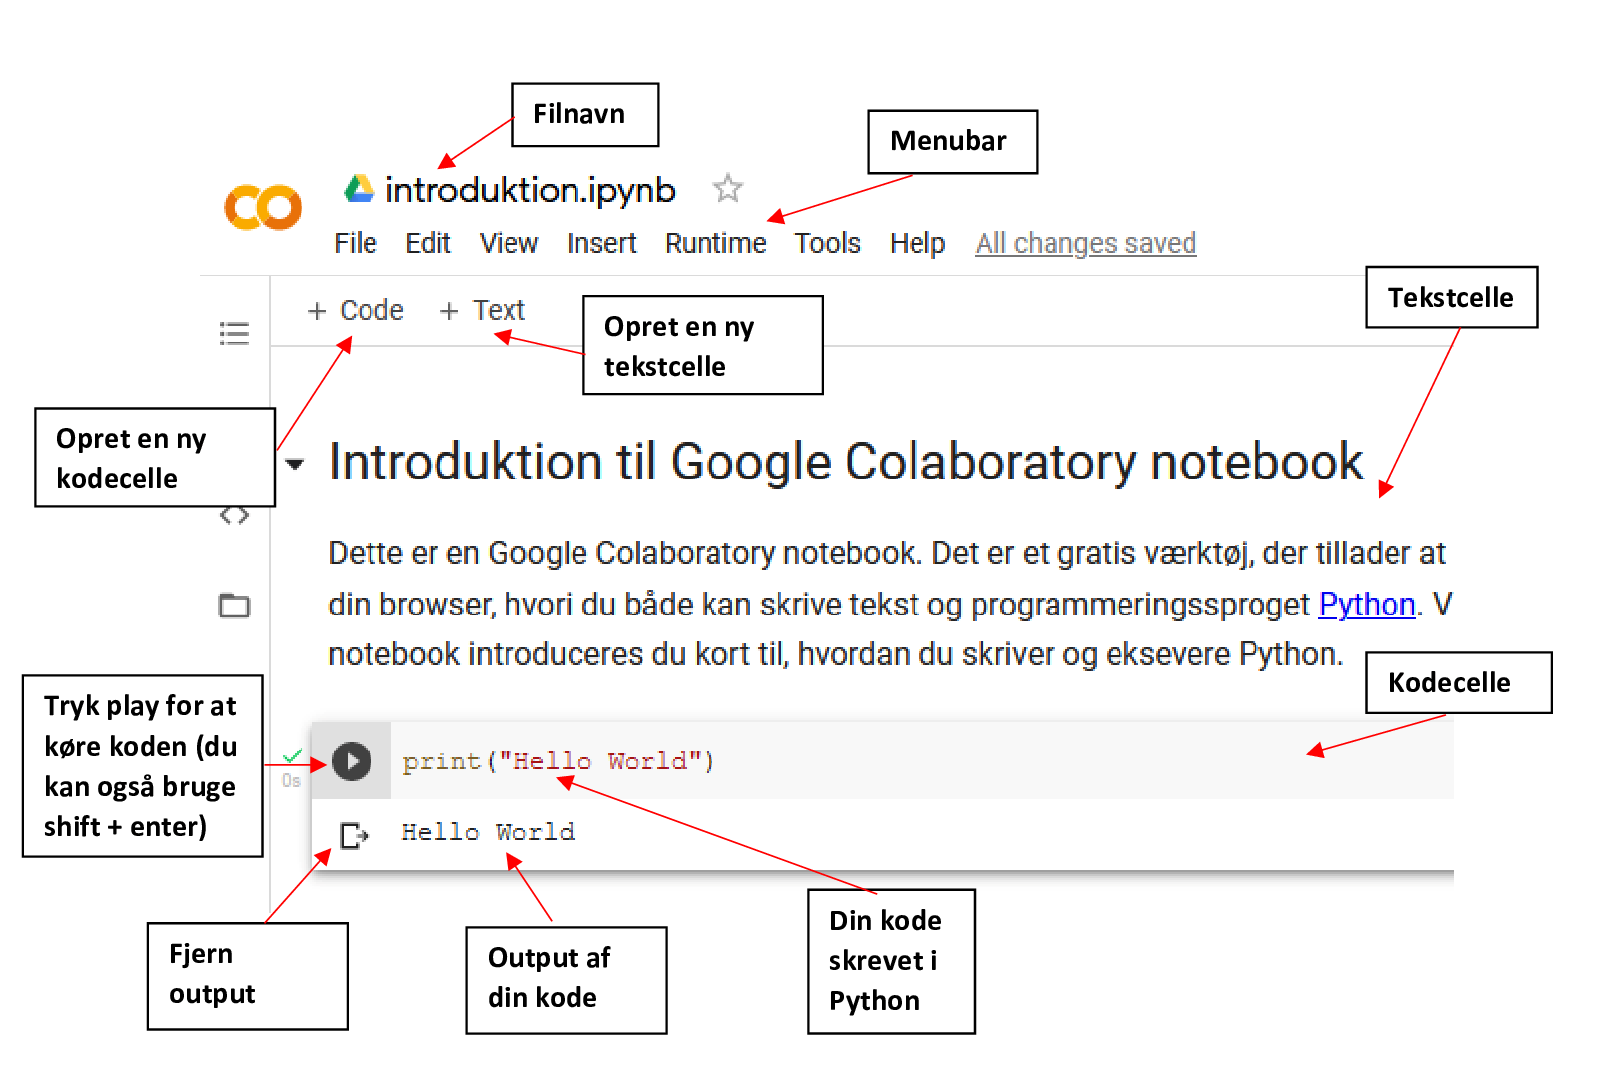 Filnavn
Menubar
introduktion.ipynb
File Edit View Insert Runtime Tools Help All changes saved
Tekstcelle
+ Code + Text
Opret en ny
tekstcelle
Opret en ny
kodecelle
Introduktion til Google Colaboratory notebook
Dette er en Google Colaboratory notebook. Det er et gratis værktøj, der tillader at
din browser, hvori du både kan skrive tekst og programmeringssproget Python. V
notebook introduceres du kort til, hvordan du skriver og eksevere Python.
Kodecelle
Tryk play for at
køre koden (du
kan også bruge
shift + enter)
0s
print("Hello World")
Hello World
Fjern
output
Output af
din kode
Din kode
skrevet i
Python